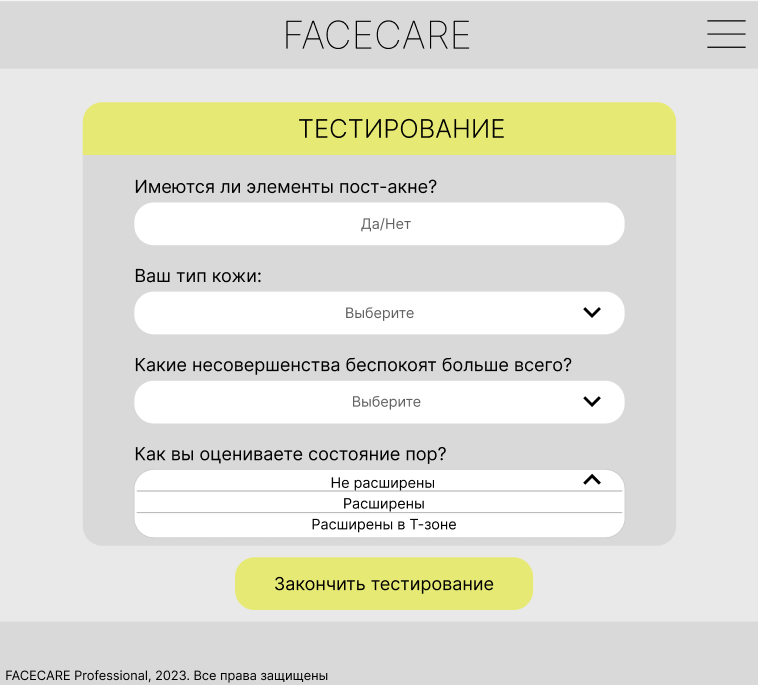 FACECARE
ТЕСТИРОВАНИЕ
Имеются ли элементы пост-акне?
Да/Нет
Ваш тип кожи:
Выберите
Какие несовершенства беспокоят больше всего?
Выберите
Как вы оцениваете состояние пор?
Не расширены
Расширены
Расширены в Т-зоне
Закончить тестирование
FACECARE Professional, 2023. Все права защищены